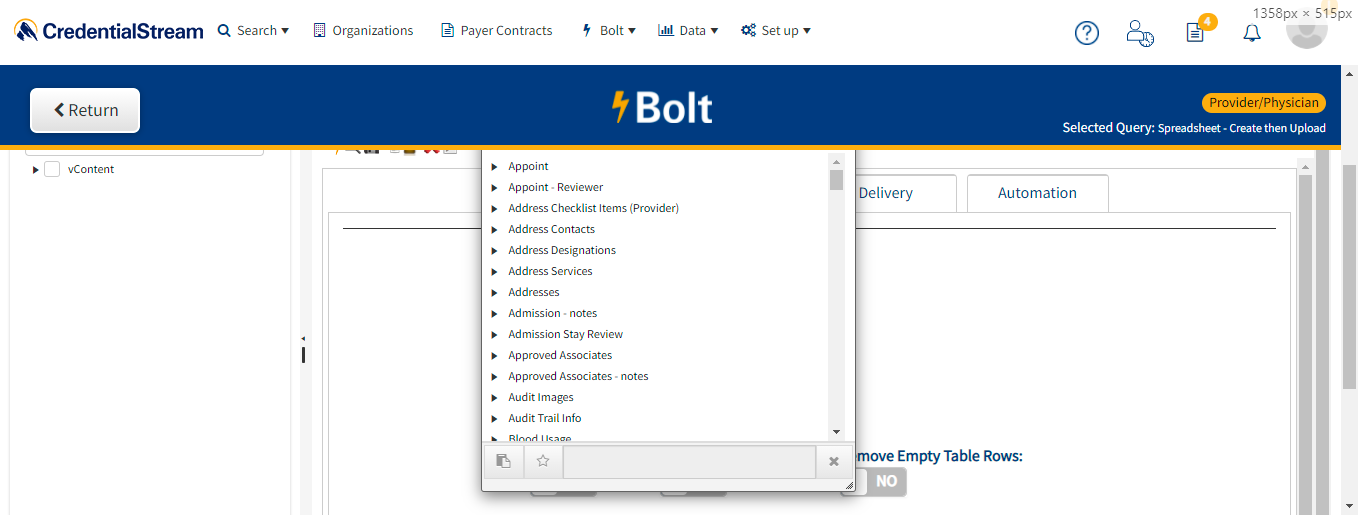 1358px × 515px
CredentialStream Search Organizations Payer Contracts Bolt Data Set up 4
Return
Bolt
Provider/Physician
Selected Query: Spreadsheet - Create then Upload
vContent
Appoint
Appoint - Reviewer
Address Checklist Items (Provider)
Address Contacts
Address Designations
Address Services
Addresses
Admission - notes
Admission Stay Review
Approved Associates
Approved Associates - notes
Audit Images
Audit Trail Info
Blood Usage
Delivery
Automation
move Empty Table Rows:
NO